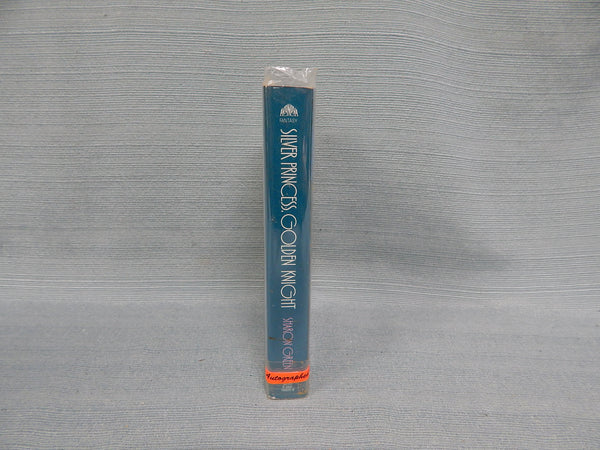 FANTASY
SILVER PRINCESS, GOLDEN KNIGHT
SHARON GREEN
Autographed